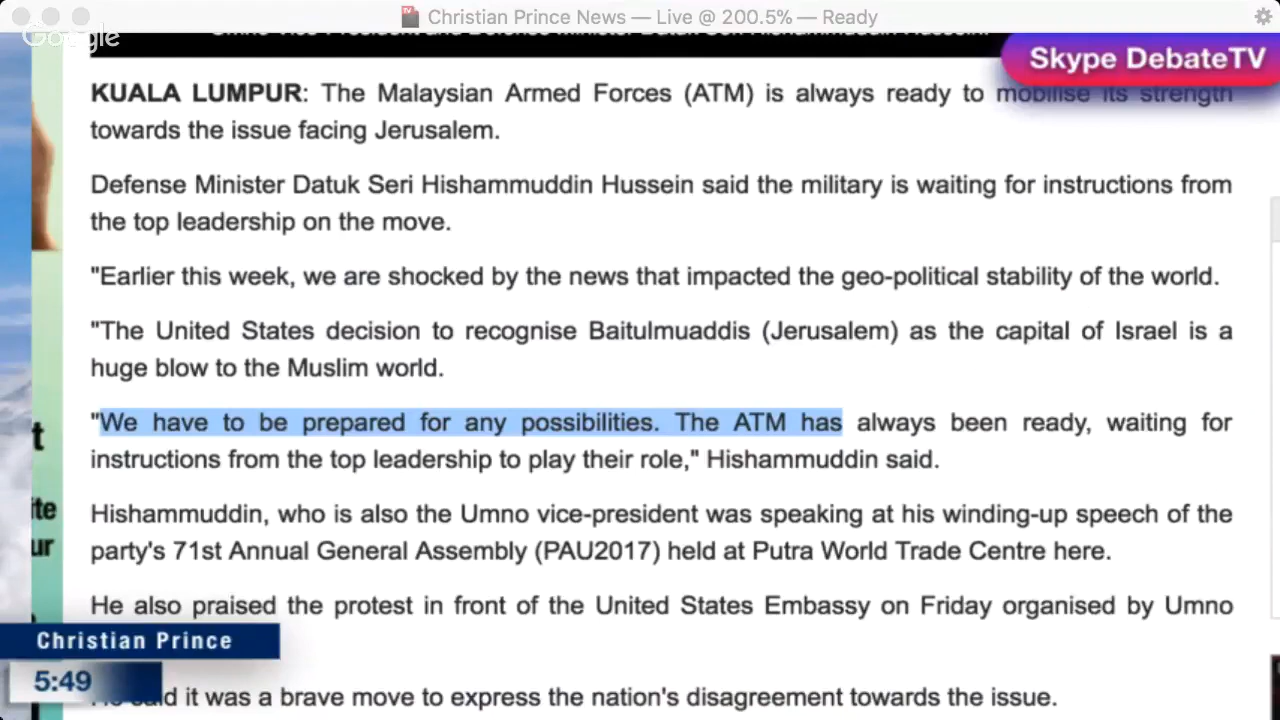 Christian Prince News — Live @ 200.5% — Ready
Google
Skype DebateTV
KUALA LUMPUR: The Malaysian Armed Forces (ATM) is always ready to mobilise its strength
towards the issue facing Jerusalem.
Defense Minister Datuk Seri Hishammuddin Hussein said the military is waiting for instructions from
the top leadership on the move.
"Earlier this week, we are shocked by the news that impacted the geo-political stability of the world.
"The United States decision to recognise Baitulmuaddis (Jerusalem) as the capital of Israel is a
huge blow to the Muslim world.
"We have to be prepared for any possibilities. The ATM has always been ready, waiting for
instructions from the top leadership to play their role," Hishammuddin said.
Hishammuddin, who is also the Umno vice-president was speaking at his winding-up speech of the
party's 71st Annual General Assembly (PAU2017) held at Putra World Trade Centre here.
He also praised the protest in front of the United States Embassy on Friday organised by Umno
Christian Prince
5:49
He said it was a brave move to express the nation's disagreement towards the issue.